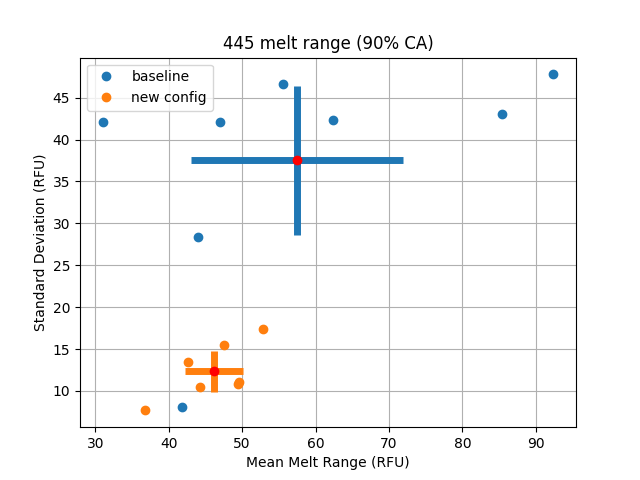 445 melt range (90% CA)
baseline
new config
Standard Deviation (RFU)
45
40
35
30
25
20
15
10
30 40 50 60 70 80 90
Mean Melt Range (RFU)